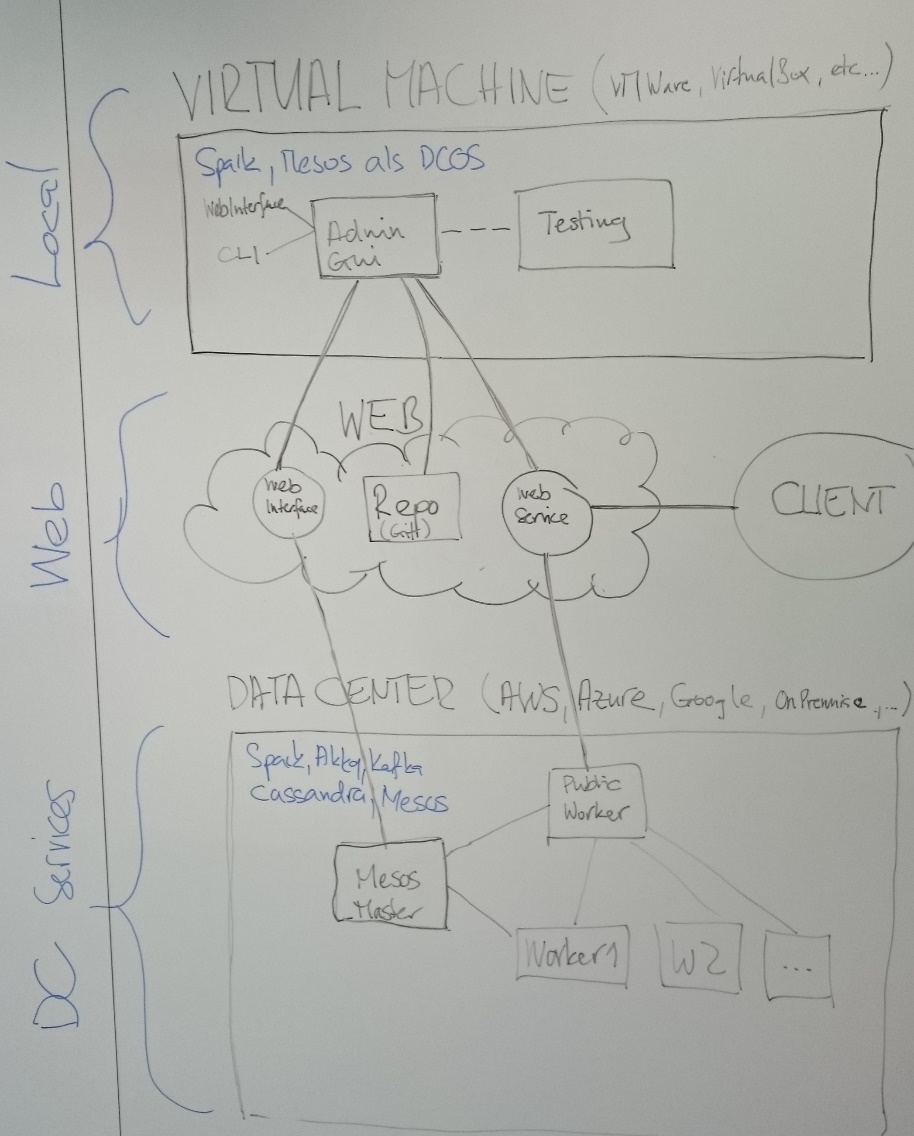 VIRTUAL MACHINE (VMWare, VirtualBox, etc...)
Local
Spark, Mesos als DCOS
WebInterface
CLI
Admin
Gui
Testing
WEB
Web
Web
Interface
Repo
(Git)
Web
Service
CLIENT
DATA CENTER (AWS, Azure, Google, OnPremise,...)
DC Services
Spark, Akka, Kafka
Cassandra, Mesos
Public
Worker
Mesos
Master
Worker1
W2
...